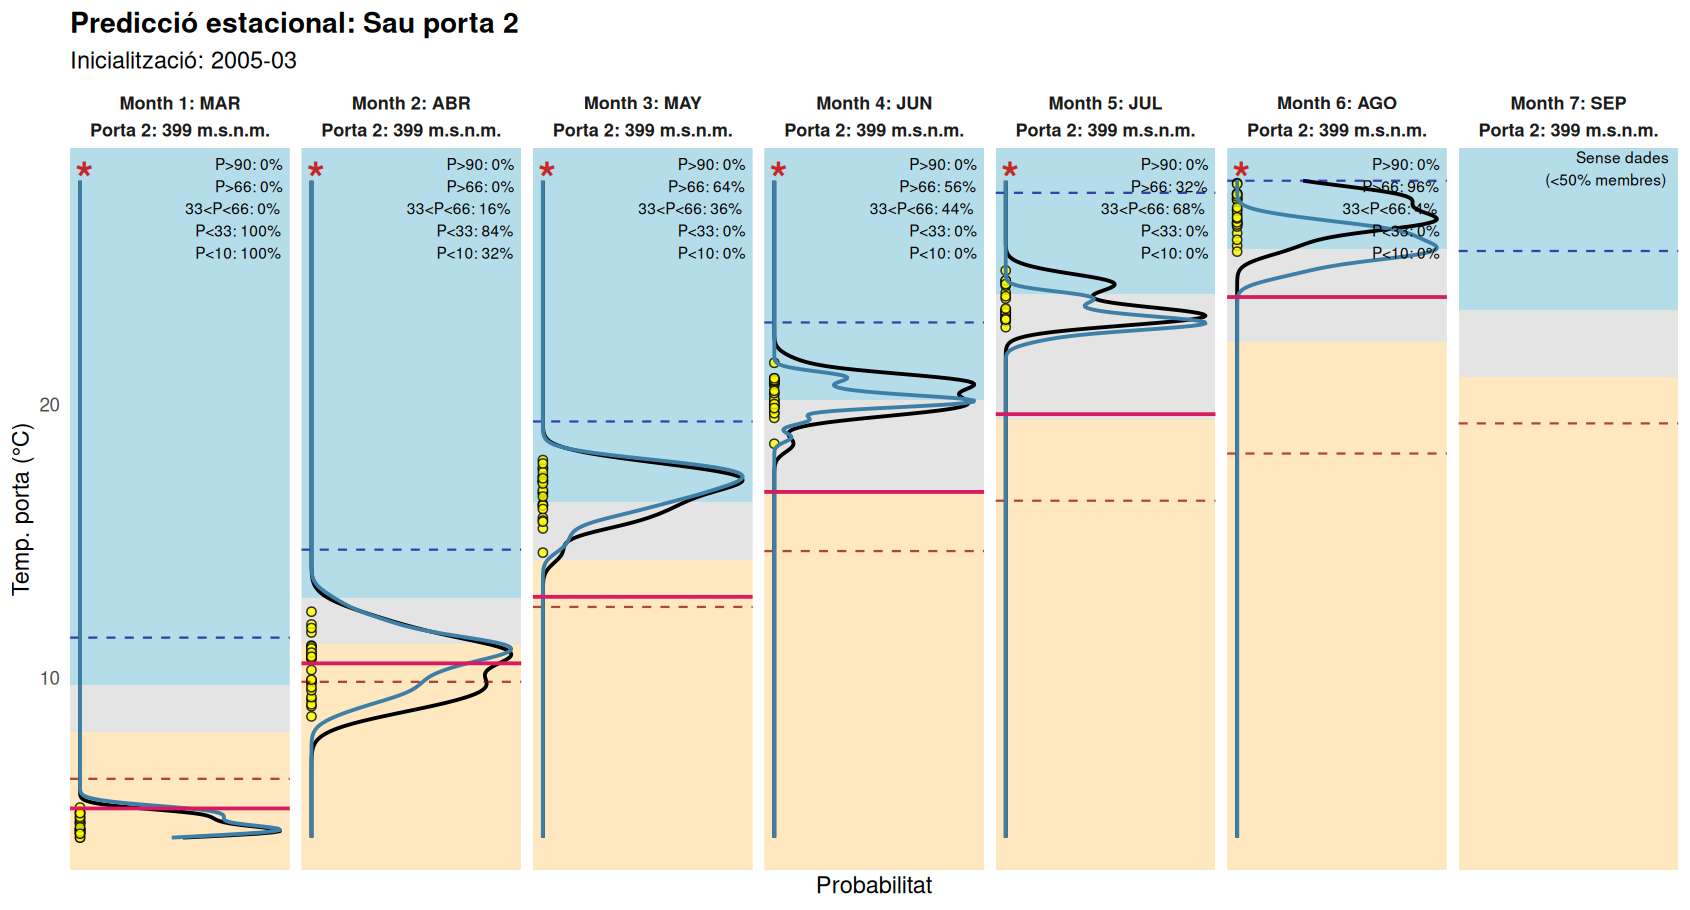 Predicció estacional: Sau porta 2
Inicialització: 2005-03
Month 1: MAR
Porta 2: 399 m.s.n.m.
Month 2: ABR
Porta 2: 399 m.s.n.m.
Month 3: MAY
Porta 2: 399 m.s.n.m.
Month 4: JUN
Porta 2: 399 m.s.n.m.
Month 5: JUL
Porta 2: 399 m.s.n.m.
Month 6: AGO
Porta 2: 399 m.s.n.m.
Month 7: SEP
Porta 2: 399 m.s.n.m.
*
P>90: 0%
P>66: 0%
33<P<66: 0%
P<33: 100%
P<10: 100%
*
P>90: 0%
P>66: 0%
33<P<66: 16%
P<33: 84%
P<10: 32%
*
P>90: 0%
P>66: 64%
33<P<66: 36%
P<33: 0%
P<10: 0%
*
P>90: 0%
P>66: 56%
33<P<66: 44%
P<33: 0%
P<10: 0%
*
P>90: 0%
P>66: 32%
33<P<66: 68%
P<33: 0%
P<10: 0%
*
P>90: 0%
P>66: 96%
33<P<66: 4%
P<33: 0%
P<10: 0%
Sense dades
(<50% membres)
20
10
Temp. porta (°C)
Probabilitat